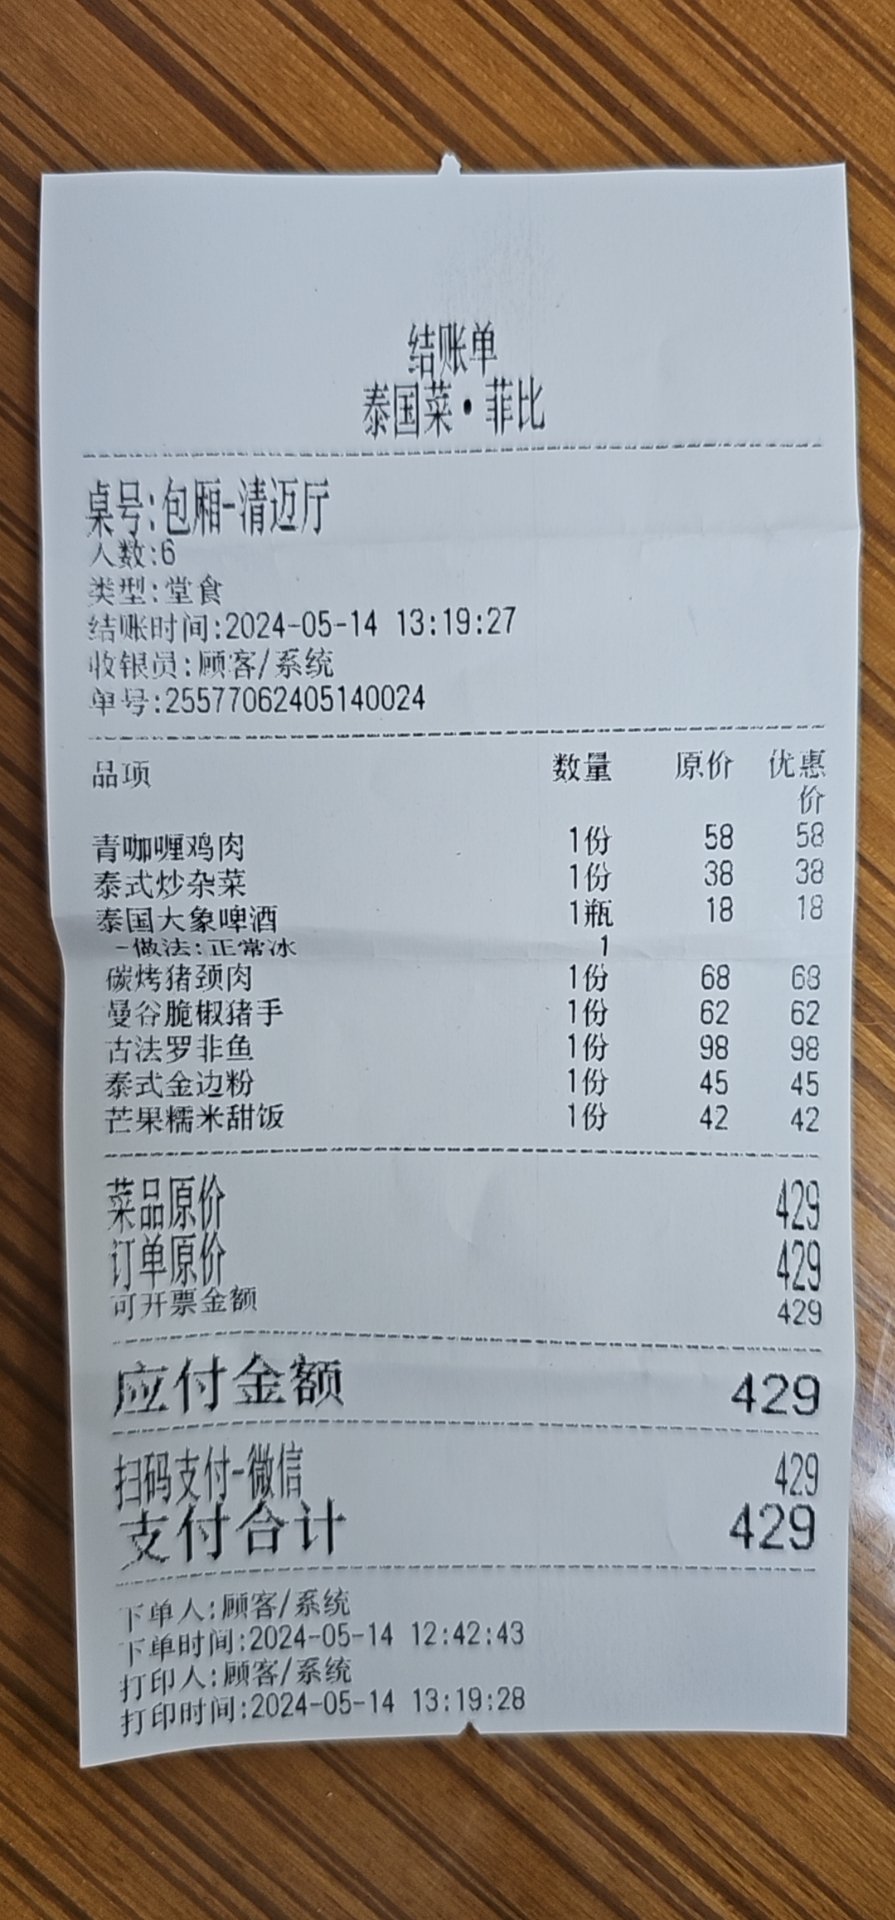 结账单
泰国菜·菲比
桌号:包厢-清迈厅
人数:6
类型:堂食
结账时间:2024-05-14 13:19:27
收银员:顾客/系统
单号:25577062405140024
品项 数量 原价 优惠价
青咖喱鸡肉 1份 58 58
泰式炒杂菜 1份 38 38
泰国大象啤酒 1瓶 18 18
-做法:正常冰 1
碳烤猪颈肉 1份 68 68
曼谷脆椒猪手 1份 62 62
古法罗非鱼 1份 98 98
泰式金边粉 1份 45 45
芒果糯米甜饭 1份 42 42
菜品原价 429
订单原价 429
可开票金额 429
应付金额 429
扫码支付-微信 429
支付合计 429
下单人:顾客/系统
下单时间:2024-05-14 12:42:43
打印人:顾客/系统
打印时间:2024-05-14 13:19:28